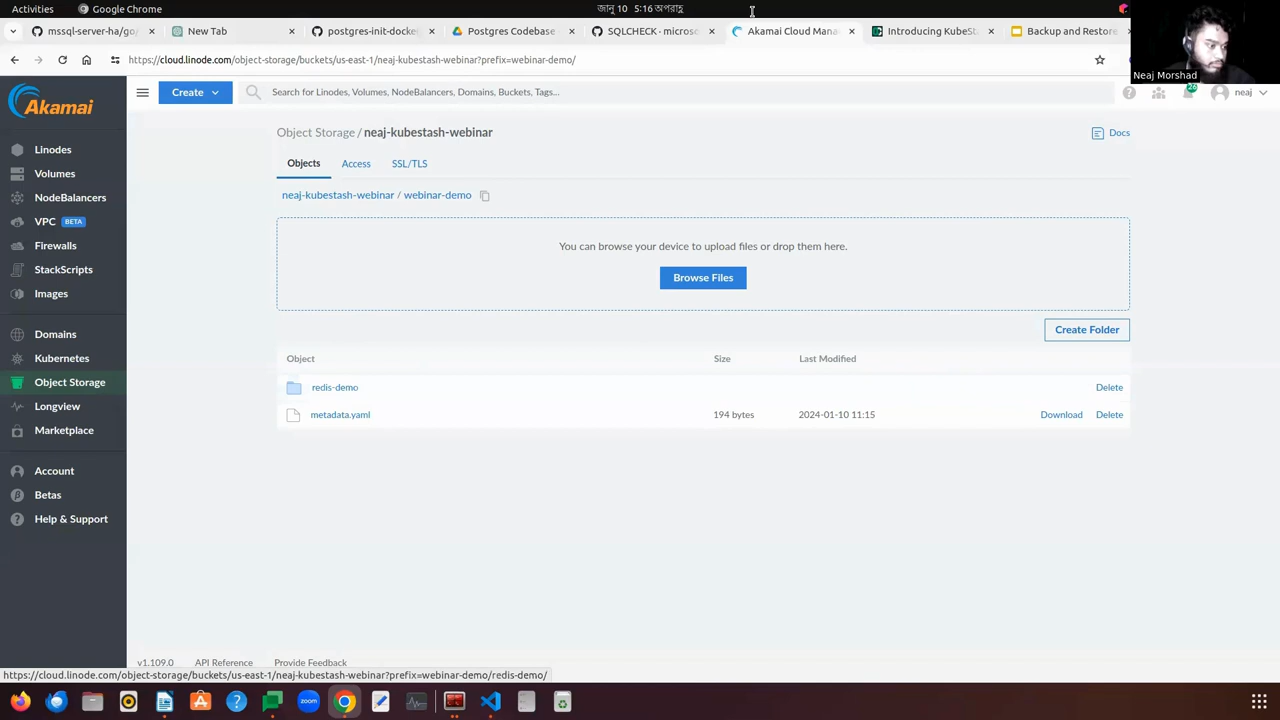 Activities
Google Chrome
জানু 10 5:16 অপরাহ্ণ
mssql-server-ha/go
New Tab
postgres-init-docke
Postgres Codebase
SQLCHECK - microso
Akamai Cloud Mana
Introducing KubeSt
Backup and Restore
https://cloud.linode.com/object-storage/buckets/us-east-1/neaj-kubestash-webinar?prefix=webinar-demo/
Neaj Morshad
Akamai
Create
Search for Linodes, Volumes, NodeBalancers, Domains, Buckets, Tags...
neaj
Linodes
Volumes
NodeBalancers
VPC BETA
Firewalls
StackScripts
Images
Domains
Kubernetes
Object Storage
Longview
Marketplace
Account
Betas
Help & Support
Object Storage / neaj-kubestash-webinar
Docs
Objects
Access
SSL/TLS
neaj-kubestash-webinar / webinar-demo
You can browse your device to upload files or drop them here.
Browse Files
Create Folder
Object Size Last Modified
redis-demo Delete
metadata.yaml 194 bytes 2024-01-10 11:15 Download Delete
v1.109.0 API Reference Provide Feedback
https://cloud.linode.com/object-storage/buckets/us-east-1/neaj-kubestash-webinar?prefix=webinar-demo/redis-demo/
zoom